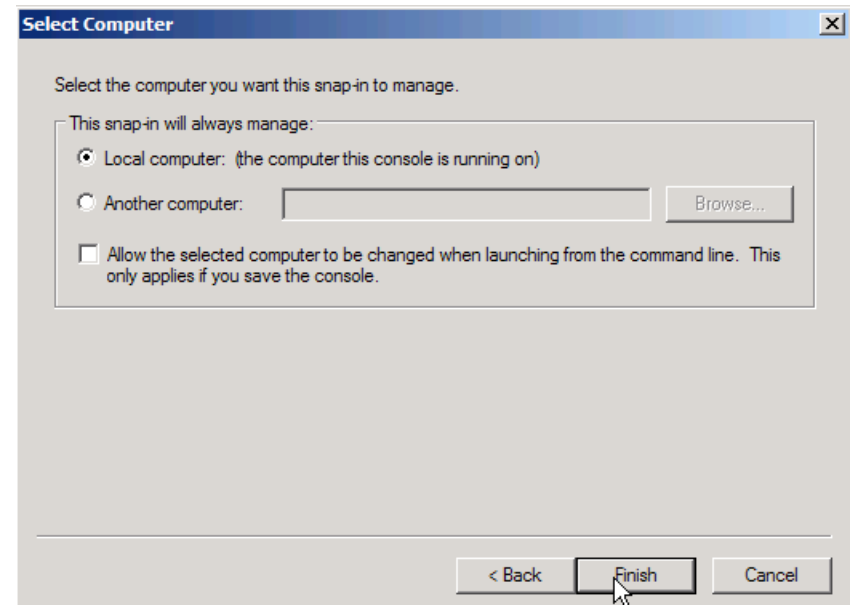 Select Computer
Select the computer you want this snap-in to manage.
This snap-in will always manage:
Local computer: (the computer this console is running on)
Another computer:
Browse...
Allow the selected computer to be changed when launching from the command line. This
only applies if you save the console.
< Back
Finish
Cancel